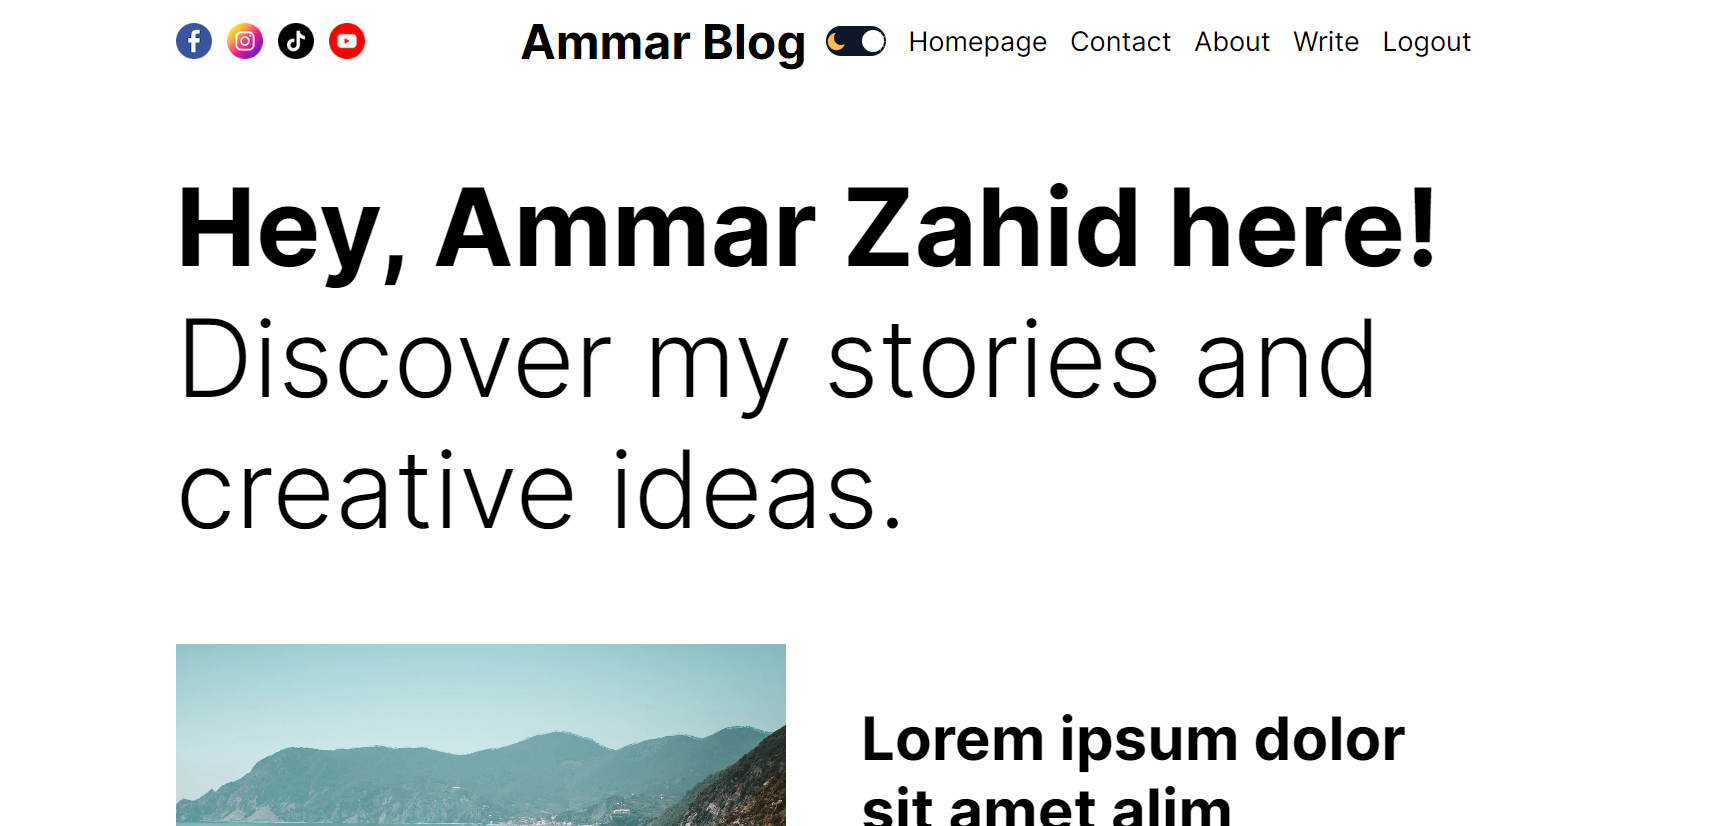 Ammar Blog Homepage Contact About Write Logout
Hey, Ammar Zahid here!
Discover my stories and
creative ideas.
Lorem ipsum dolor
sit amet alim